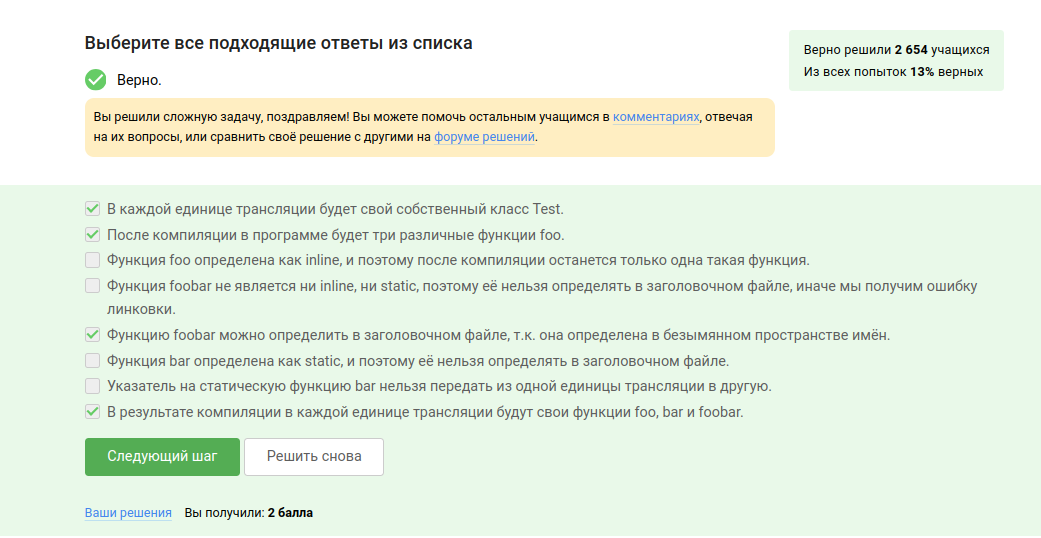 Выберите все подходящие ответы из списка
Верно решили 2 654 учащихся
Из всех попыток 13% верных
Верно.
Вы решили сложную задачу, поздравляем! Вы можете помочь остальным учащимся в комментариях, отвечая
на их вопросы, или сравнить своё решение с другими на форуме решений.
В каждой единице трансляции будет свой собственный класс Test.
После компиляции в программе будет три различные функции foo.
Функция foo определена как inline, и поэтому после компиляции останется только одна такая функция.
Функция foobar не является ни inline, ни static, поэтому её нельзя определять в заголовочном файле, иначе мы получим ошибку
линковки.
Функцию foobar можно определить в заголовочном файле, т.к. она определена в безымянном пространстве имён.
Функция bar определена как static, и поэтому её нельзя определять в заголовочном файле.
Указатель на статическую функцию bar нельзя передать из одной единицы трансляции в другую.
В результате компиляции в каждой единице трансляции будут свои функции foo, bar и foobar.
Следующий шаг
Решить снова
Ваши решения Вы получили: 2 балла